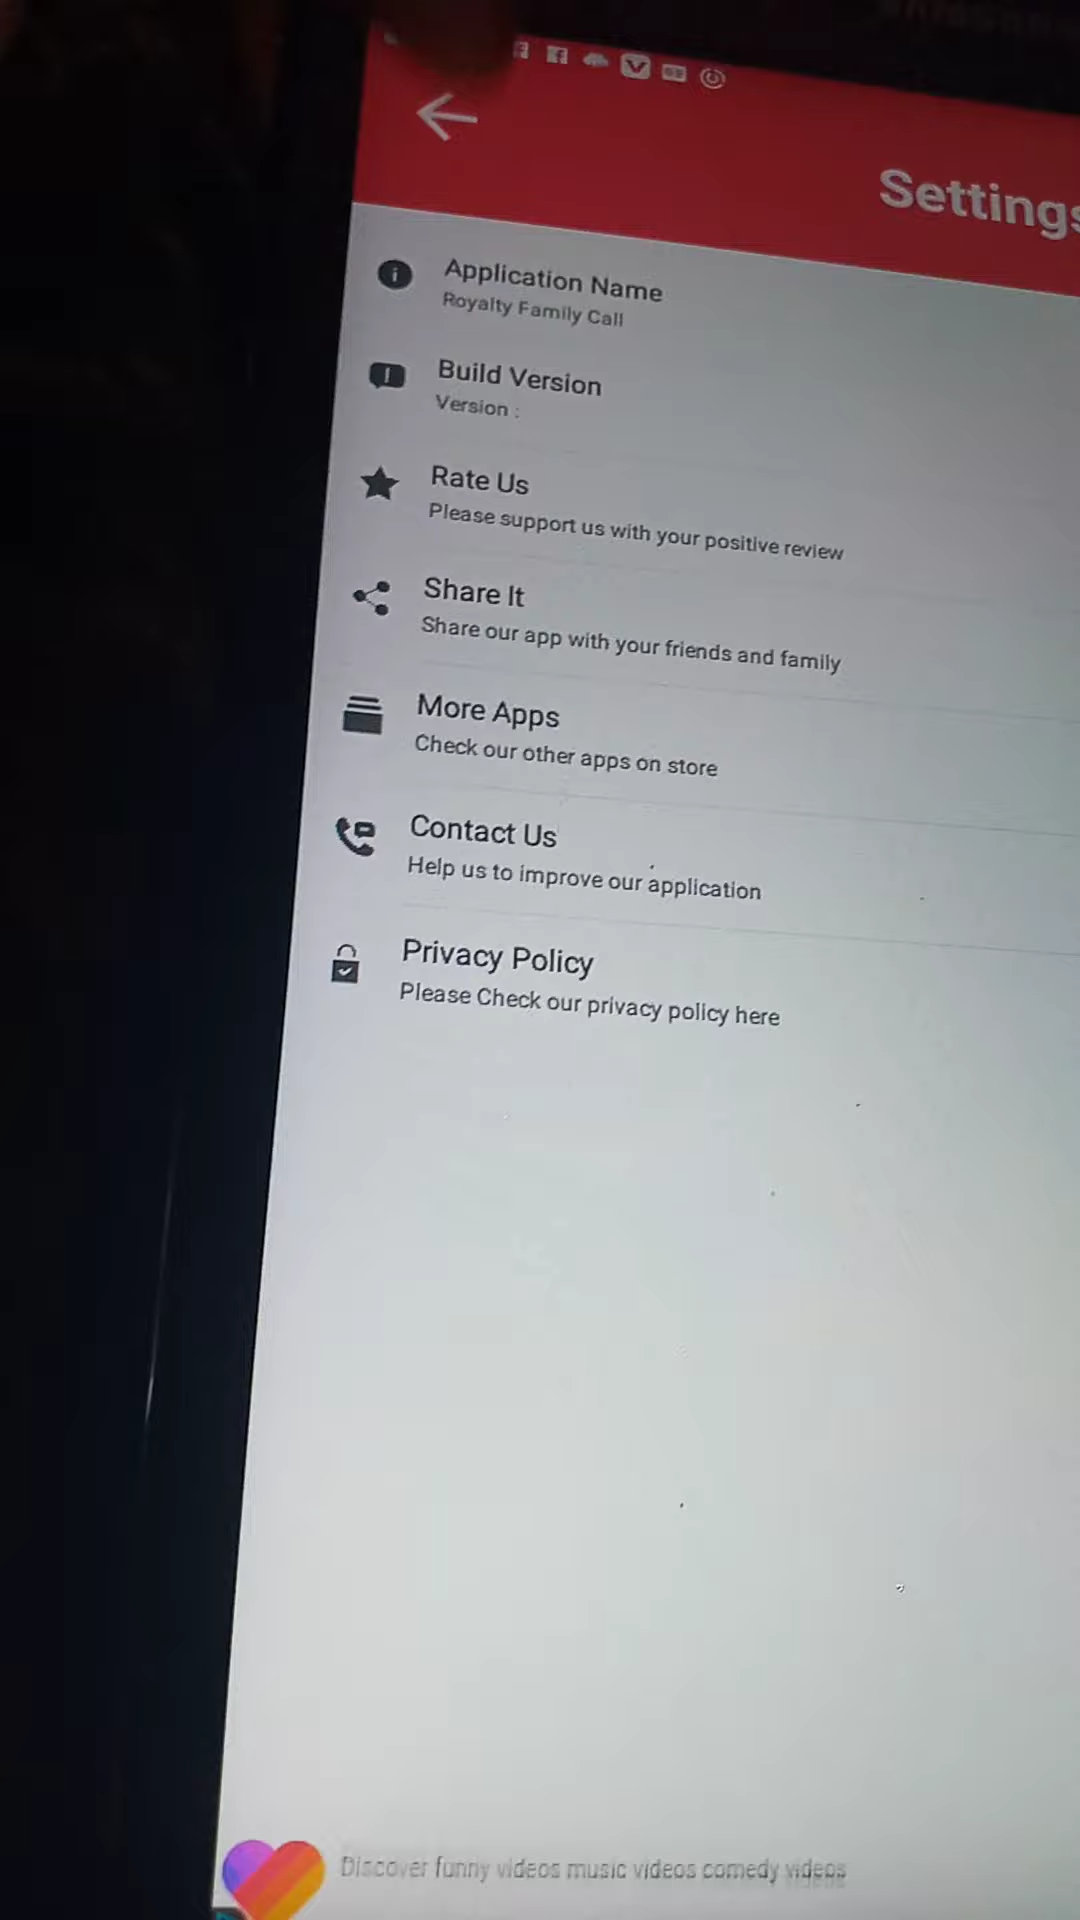 Settings
Application Name
Royalty Family Call
Build Version
Version :
Rate Us
Please support us with your positive review
Share It
Share our app with your friends and family
More Apps
Check our other apps on store
Contact Us
Help us to improve our application
Privacy Policy
Please Check our privacy policy here
Discover funny videos music videos comedy videos